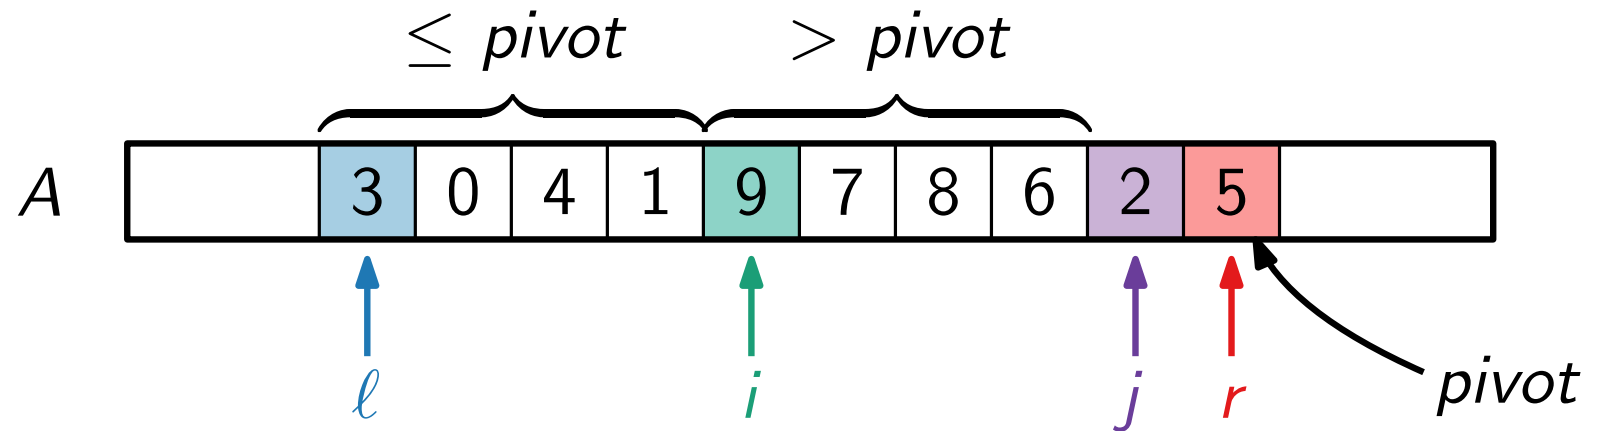 ≤ pivot > pivot
A 3 0 4 1 9 7 8 6 2 5
ℓ i j r pivot